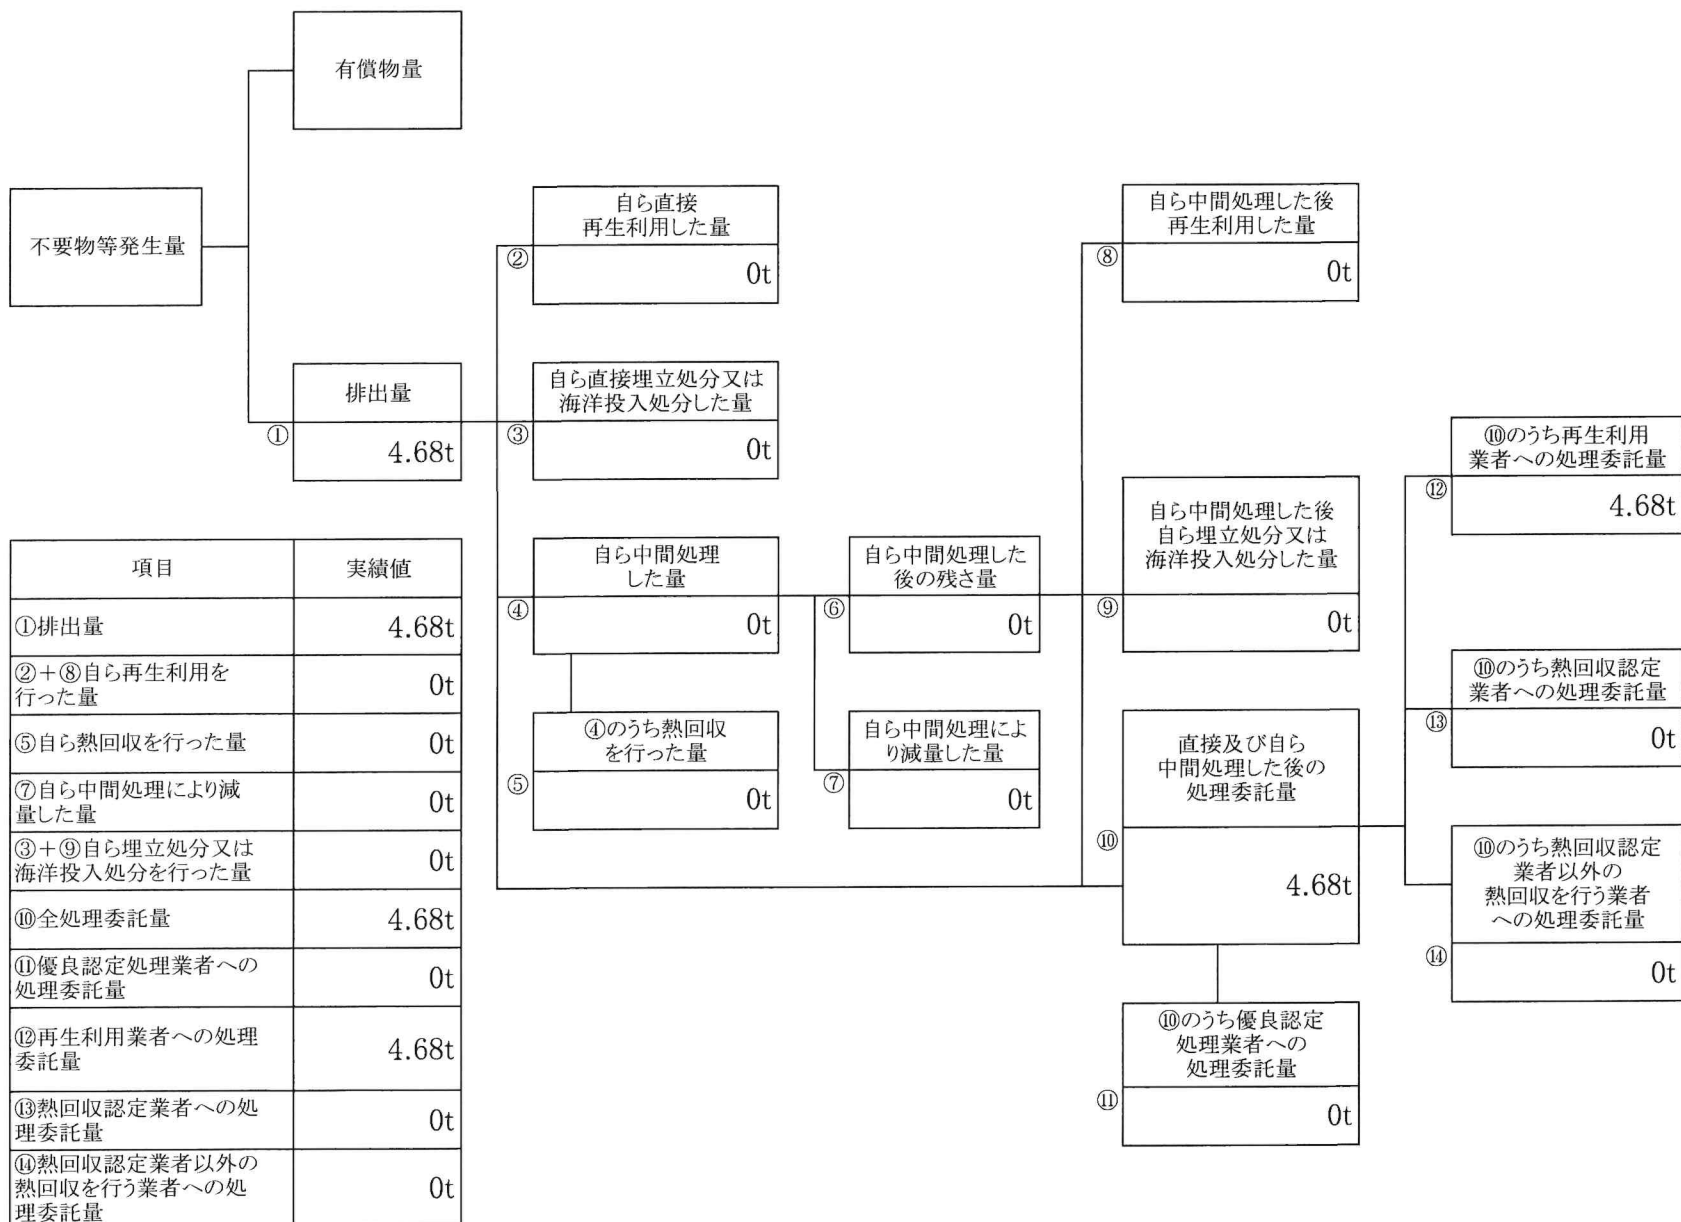 有償物量
不要物等発生量
排出量
①
4.68t
自ら直接
再生利用した量
②
0t
自ら直接埋立処分又は
海洋投入処分した量
③
0t
自ら中間処理
した量
④
0t
④のうち熱回収
を行った量
⑤
0t
自ら中間処理した
後の残さ量
⑥
0t
自ら中間処理によ
り減量した量
⑦
0t
自ら中間処理した後
再生利用した量
⑧
0t
自ら中間処理した後
自ら埋立処分又は
海洋投入処分した量
⑨
0t
直接及び自ら
中間処理した後の
処理委託量
⑩
4.68t
⑩のうち優良認定
処理業者への
処理委託量
⑪
0t
⑩のうち再生利用
業者への処理委託量
⑫
4.68t
⑩のうち熱回収認定
業者への処理委託量
⑬
0t
⑩のうち熱回収認定
業者以外の
熱回収を行う業者
への処理委託量
⑭
0t
項目 実績値
①排出量 4.68t
②+⑧自ら再生利用を
行った量 0t
⑤自ら熱回収を行った量 0t
⑦自ら中間処理により減
量した量 0t
③+⑨自ら埋立処分又は
海洋投入処分を行った量 0t
⑩全処理委託量 4.68t
⑪優良認定処理業者への
処理委託量 0t
⑫再生利用業者への処理
委託量 4.68t
⑬熱回収認定業者への処
理委託量 0t
⑭熱回収認定業者以外の
熱回収を行う業者への処
理委託量 0t